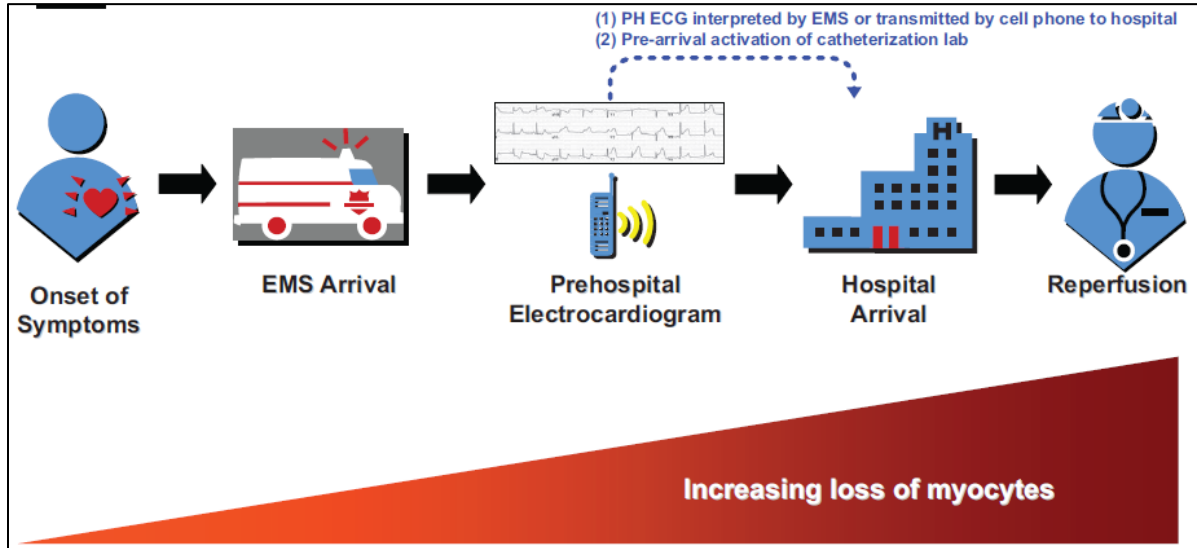 (1) PH ECG interpreted by EMS or transmitted by cell phone to hospital
(2) Pre-arrival activation of catheterization lab
H
Onset of
Symptoms
EMS Arrival
Prehospital
Electrocardiogram
Hospital
Arrival
Reperfusion
Increasing loss of myocytes